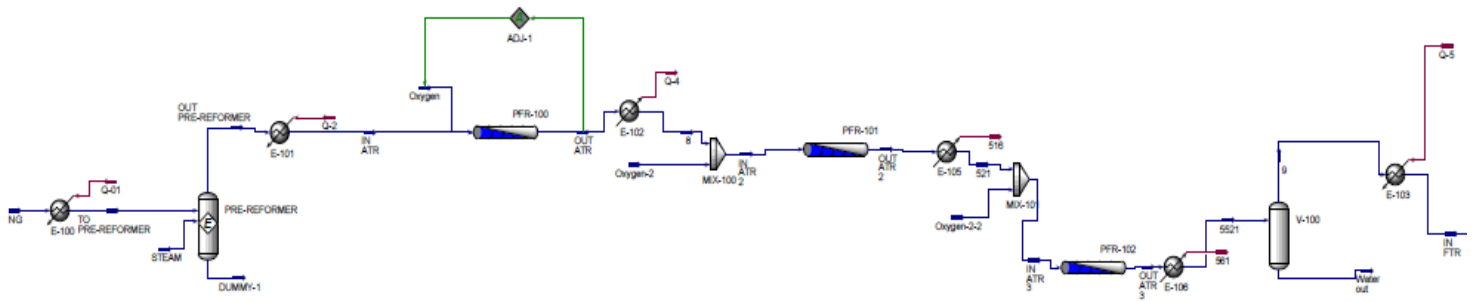 A
ADJ-1
Q-5
Q-4
Oxygen
PFR-100
OUT
PRE-REFORMER
Q-2
E-102
PFR-101
516
E-101
IN
ATR
OUT
ATR
8
Oxygen-2
MIX-100
IN
ATR
2
OUT
ATR
2
E-105
521
9
E-103
Q-01
PRE-REFORMER
E
MIX-101
NG
E-100
TO
PRE-REFORMER
STEAM
Oxygen-2-2
5521
V-100
IN
FTR
DUMMY-1
PFR-102
IN
ATR
3
OUT
ATR
3
E-106
561
Water
out